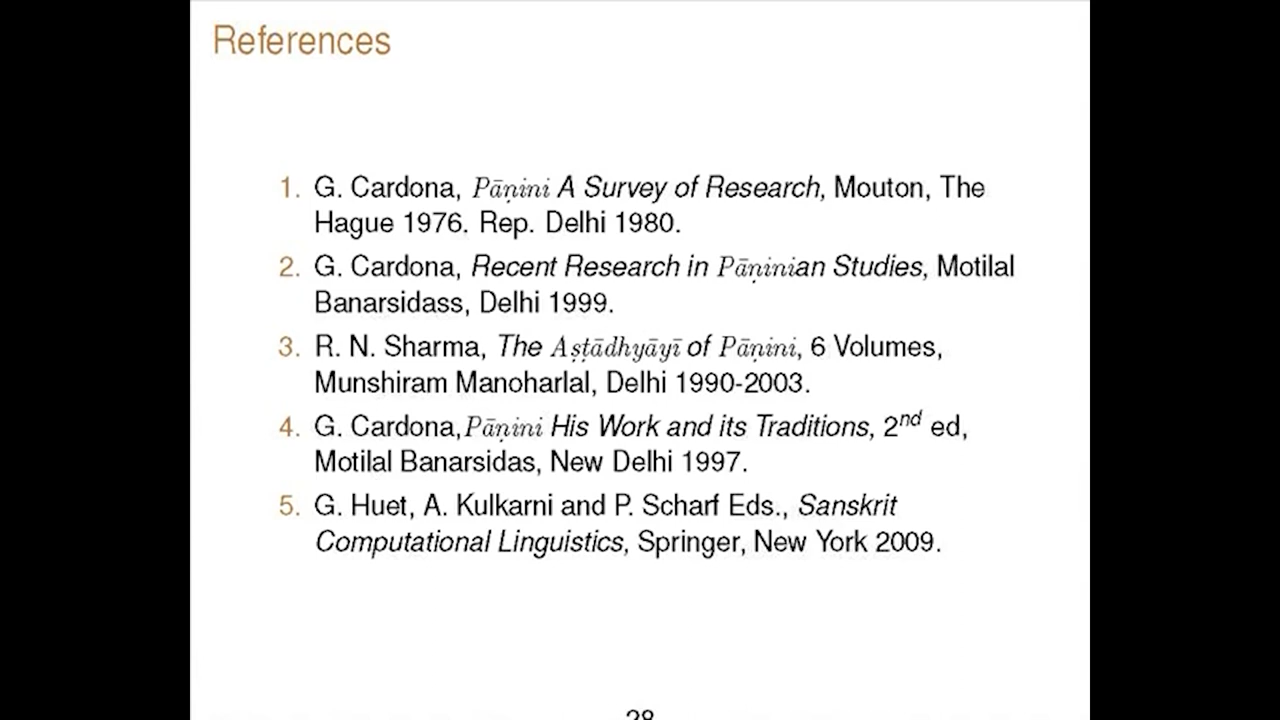 References
1. G. Cardona, Pāṇini A Survey of Research, Mouton, The
Hague 1976. Rep. Delhi 1980.
2. G. Cardona, Recent Research in Pāṇinian Studies, Motilal
Banarsidass, Delhi 1999.
3. R. N. Sharma, The Aṣṭādhyāyī of Pāṇini, 6 Volumes,
Munshiram Manoharlal, Delhi 1990-2003.
4. G. Cardona,Pāṇini His Work and its Traditions, 2nd ed,
Motilal Banarsidas, New Delhi 1997.
5. G. Huet, A. Kulkarni and P. Scharf Eds., Sanskrit
Computational Linguistics, Springer, New York 2009.
28